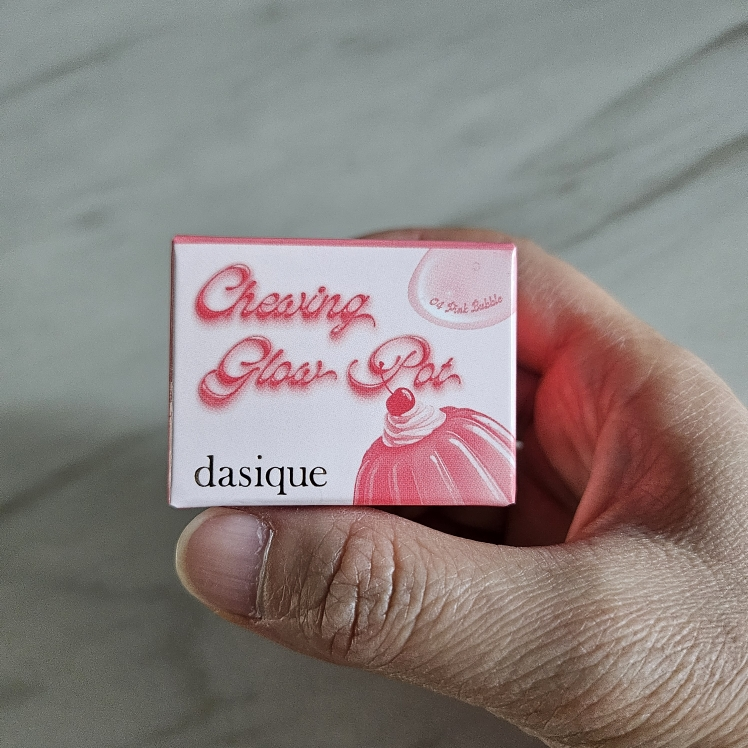 Chewing
Glow Pot
04 Pink Bubble
dasique